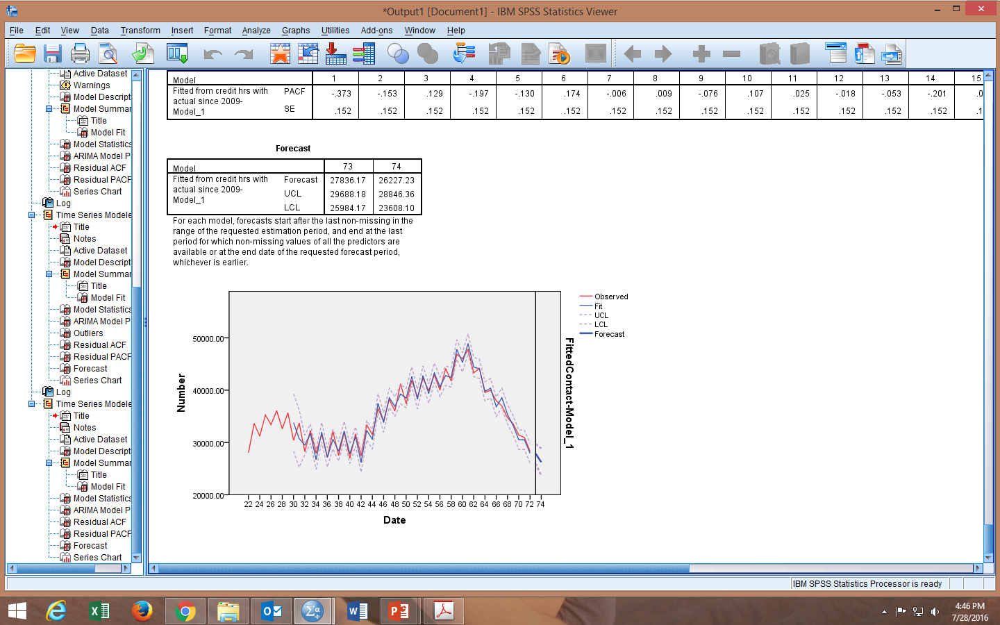 *Output1 [Document1] - IBM SPSS Statistics Viewer
File Edit View Data Transform Insert Format Analyze Graphs Utilities Add-ons Window Help
Active Dataset
Warnings
Model Descript
Model Summar
Title
Model Fit
Model Statistics
ARIMA Model P
Residual ACF
Residual PACF
Series Chart
Log
Time Series Modele
Title
Notes
Active Dataset
Model Descript
Model Summar
Title
Model Fit
Model Statistics
ARIMA Model P
Outliers
Residual ACF
Residual PACF
Forecast
Series Chart
Log
Time Series Modele
Title
Notes
Active Dataset
Model Descript
Model Summar
Title
Model Fit
Model Statistics
ARIMA Model P
Residual ACF
Residual PACF
Forecast
Series Chart
Model 1 2 3 4 5 6 7 8 9 10 11 12 13 14 15
Fitted from credit hrs with actual since 2009-Model_1
PACF -.373 -.153 .129 -.197 -.130 .174 -.006 .009 -.076 .107 .025 -.018 -.053 -.201 .0
SE .152 .152 .152 .152 .152 .152 .152 .152 .152 .152 .152 .152 .152 .152 .1
Forecast
Model 73 74
Fitted from credit hrs with actual since 2009-Model_1
Forecast 27836.17 26227.23
UCL 29688.18 28846.36
LCL 25984.17 23608.10
For each model, forecasts start after the last non-missing in the
range of the requested estimation period, and end at the last
period for which non-missing values of all the predictors are
available or at the end date of the requested forecast period,
whichever is earlier.
Observed
Fit
UCL
LCL
Forecast
50000.00
40000.00
30000.00
20000.00
Number
FittedContact-Model_1
22 24 26 28 30 32 34 36 38 40 42 44 46 48 50 52 54 56 58 60 62 64 66 68 70 72 74
Date
IBM SPSS Statistics Processor is ready
4:46 PM
7/28/2016